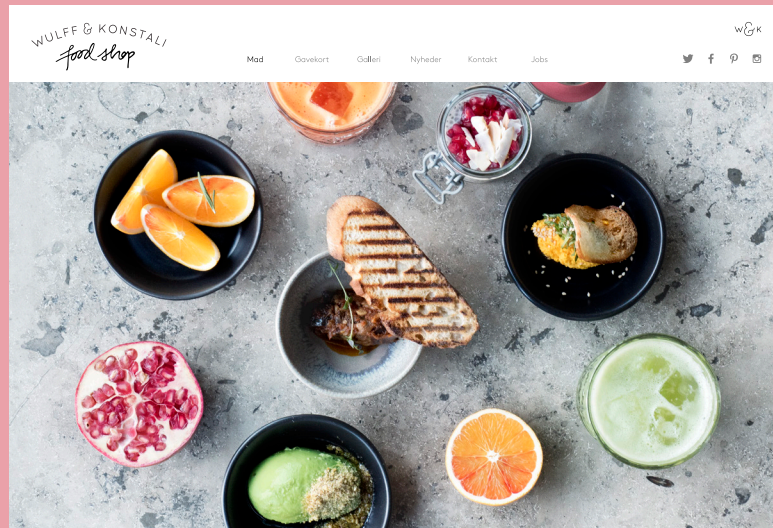 WULFF & KONSTALI
food shop
W&K
Mad Gavekort Galleri Nyheder Kontakt Jobs